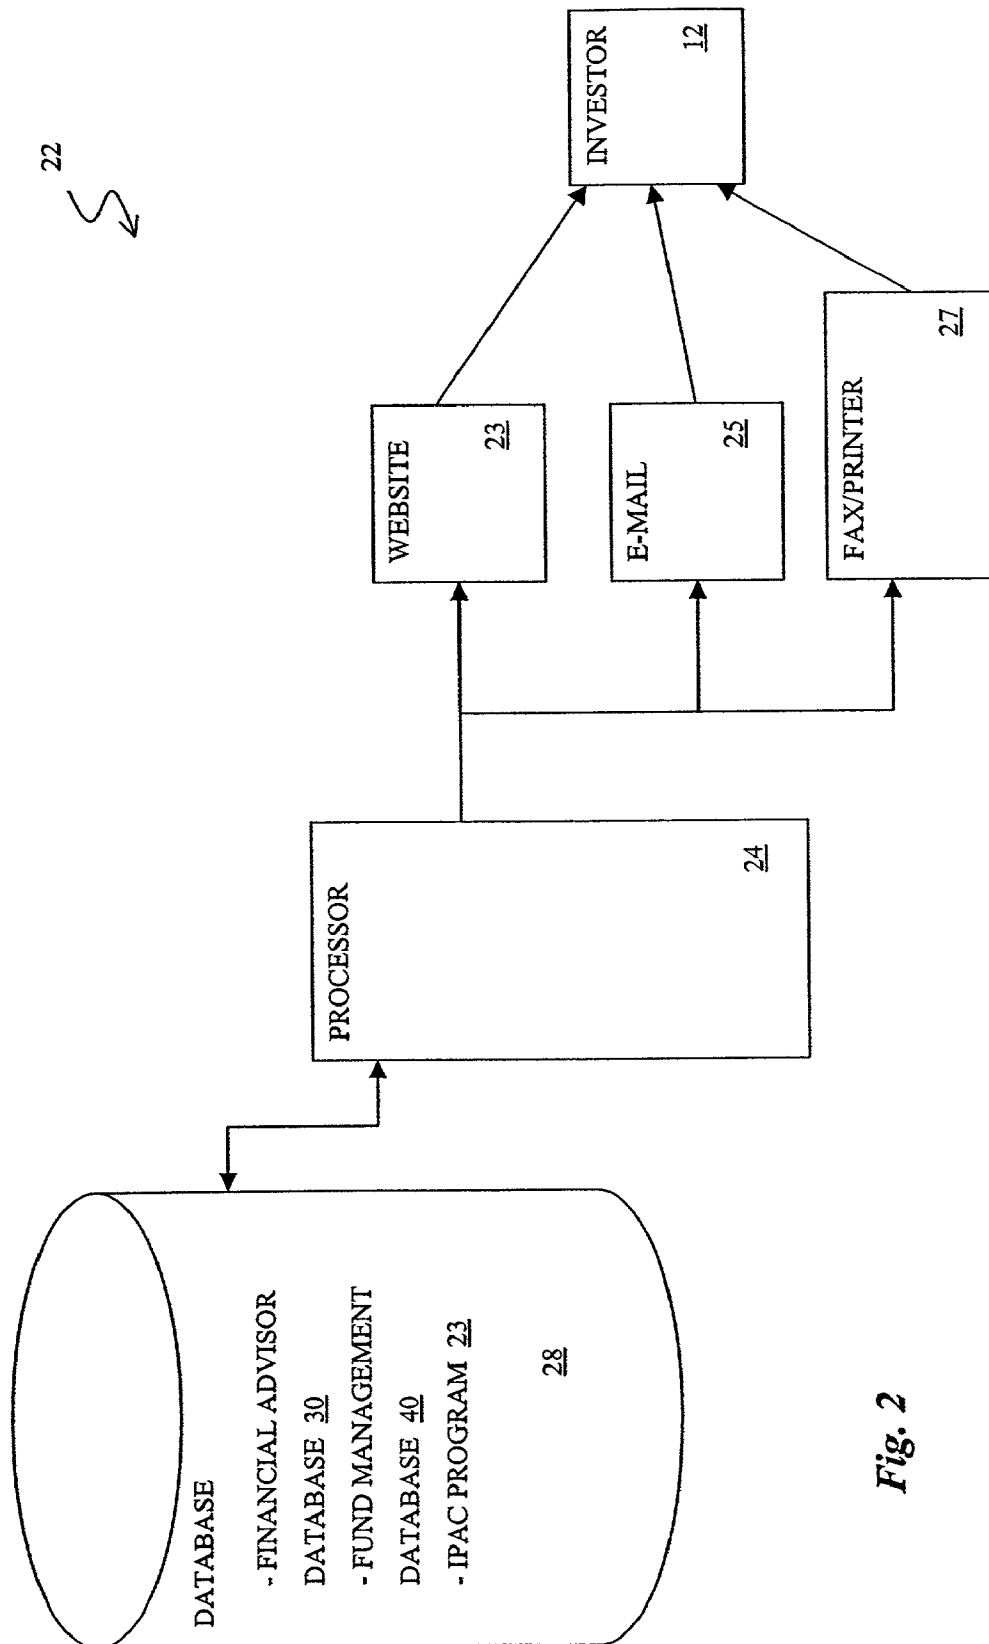 22
DATABASE
- FINANCIAL ADVISOR
DATABASE 30
- FUND MANAGEMENT
DATABASE 40
- IPAC PROGRAM 23
28
PROCESSOR
24
WEBSITE
23
E-MAIL
25
FAX/PRINTER
27
INVESTOR
12
Fig. 2